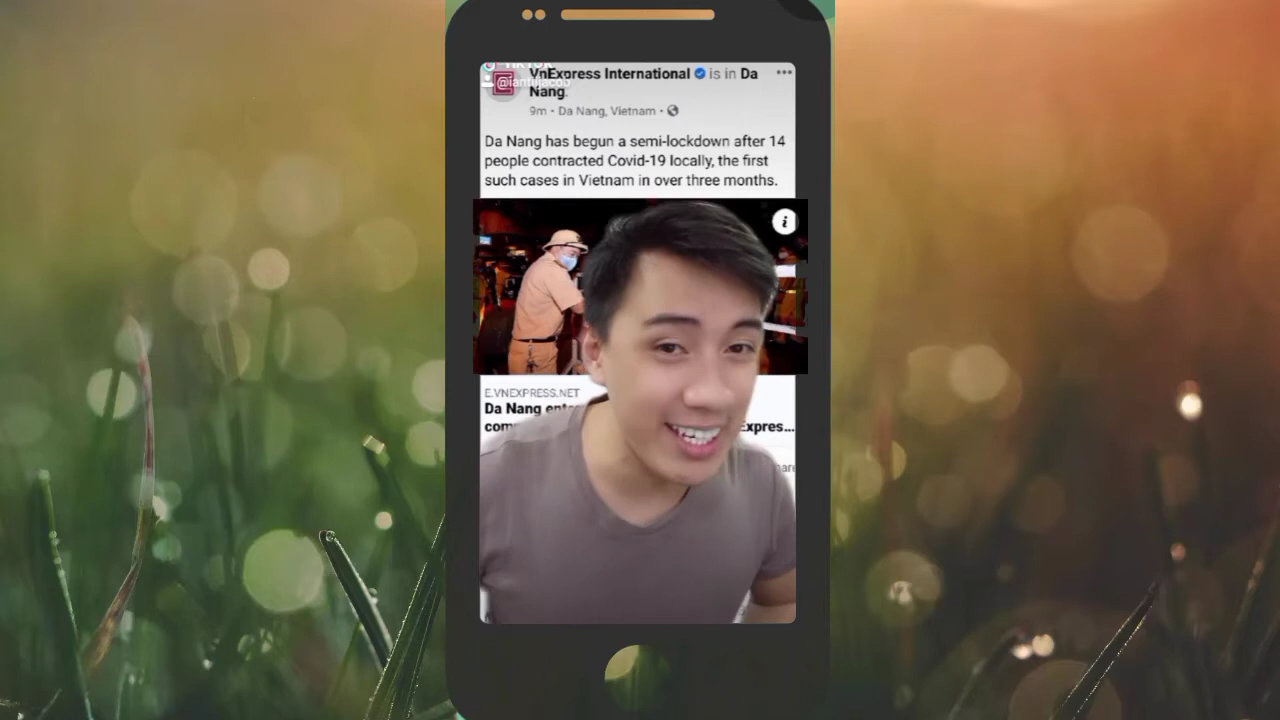 TikTok
@iantiijacob
VnExpress International is in Da
Nang.
9m · Da Nang, Vietnam ·
Da Nang has begun a semi-lockdown after 14
people contracted Covid-19 locally, the first
such cases in Vietnam in over three months.
i
E.VNEXPRESS.NET
Da Nang
Expres...